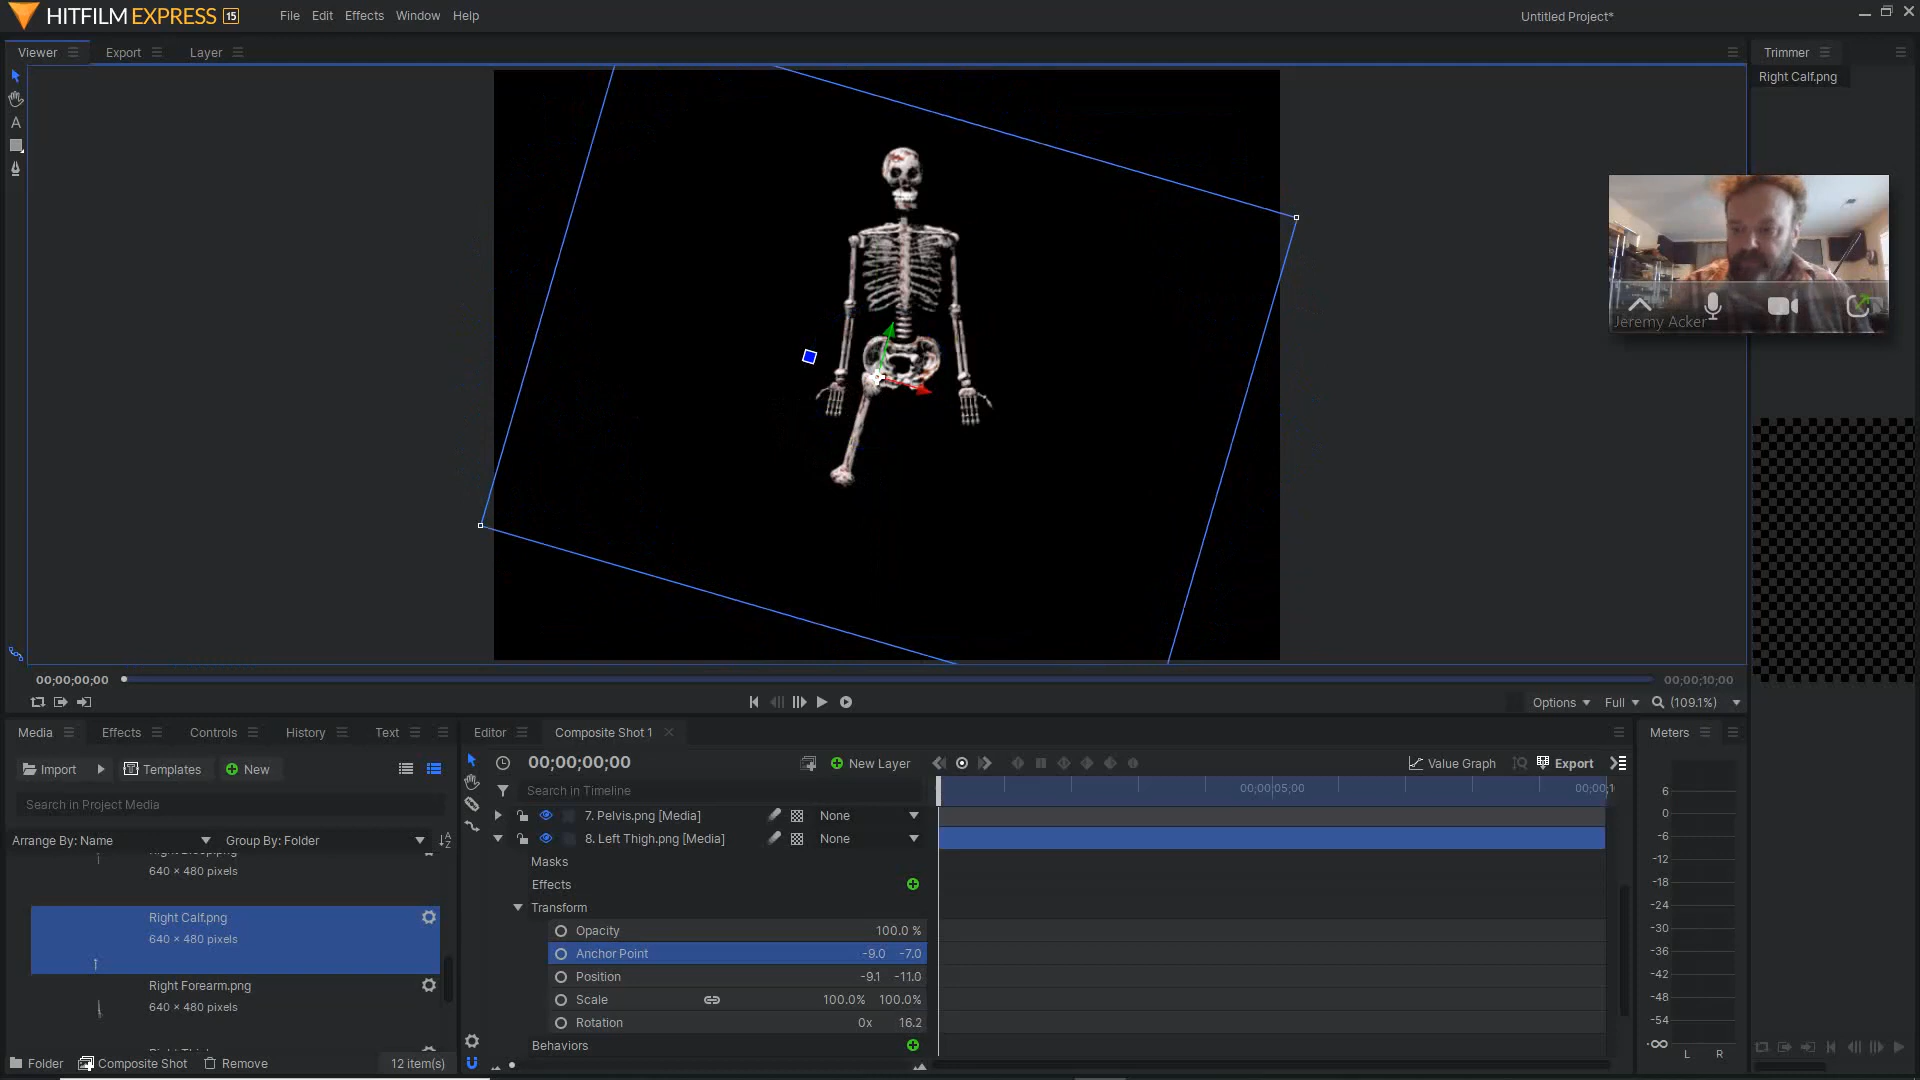 HITFILM EXPRESS 15
File Edit Effects Window Help
Untitled Project*
Viewer Export Layer
Trimmer
Right Calf.png
A
Jeremy Acker
00;00;00;00
00;00;10;00
Options Full (109.1%)
Media Effects Controls History Text
Editor Composite Shot 1
Meters
Import Templates New
00;00;00;00
New Layer
Value Graph Export
Search in Project Media
Search in Timeline
00;00;05;00
Arrange By: Name Group By: Folder
7. Pelvis.png [Media] None
8. Left Thigh.png [Media] None
640 × 480 pixels
Masks
Effects
Right Calf.png
640 × 480 pixels
Transform
Opacity 100.0 %
Anchor Point -9.0 -7.0
Position -9.1 -11.0
Right Forearm.png
640 × 480 pixels
Scale 100.0% 100.0%
Rotation 0x 16.2
Behaviors
Folder Composite Shot Remove 12 item(s)
6
0
-6
-12
-18
-24
-30
-36
-42
-48
-54
-∞
L R